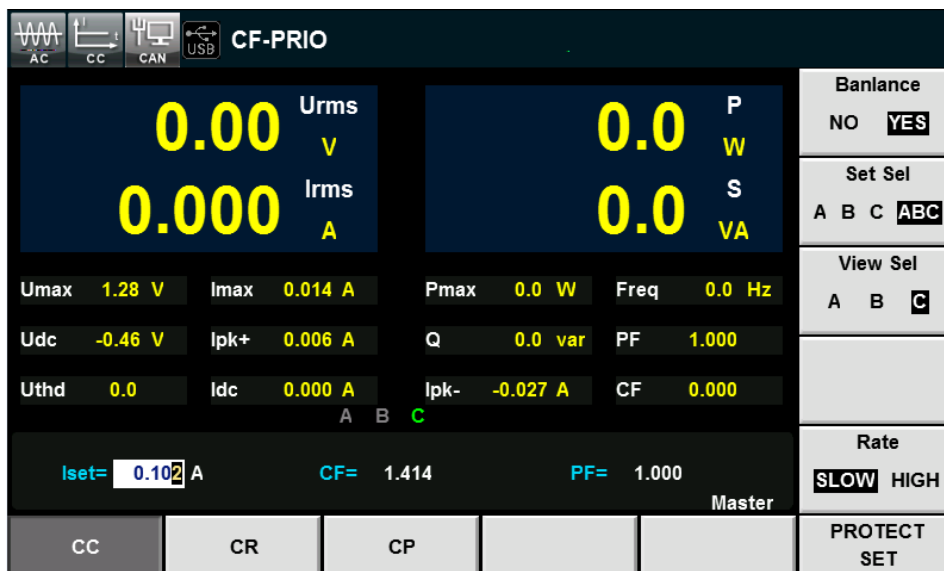 AC CC CAN USB CF-PRIO
0.00 Urms V
0.0 P W
0.000 Irms A
0.0 S VA
Umax 1.28 V Imax 0.014 A Pmax 0.0 W Freq 0.0 Hz
Udc -0.46 V Ipk+ 0.006 A Q 0.0 var PF 1.000
Uthd 0.0 Idc 0.000 A Ipk- -0.027 A CF 0.000
A B C
Iset= 0.102 A CF= 1.414 PF= 1.000
Master
CC CR CP
Banlance
NO YES
Set Sel
A B C ABC
View Sel
A B C
Rate
SLOW HIGH
PROTECT
SET